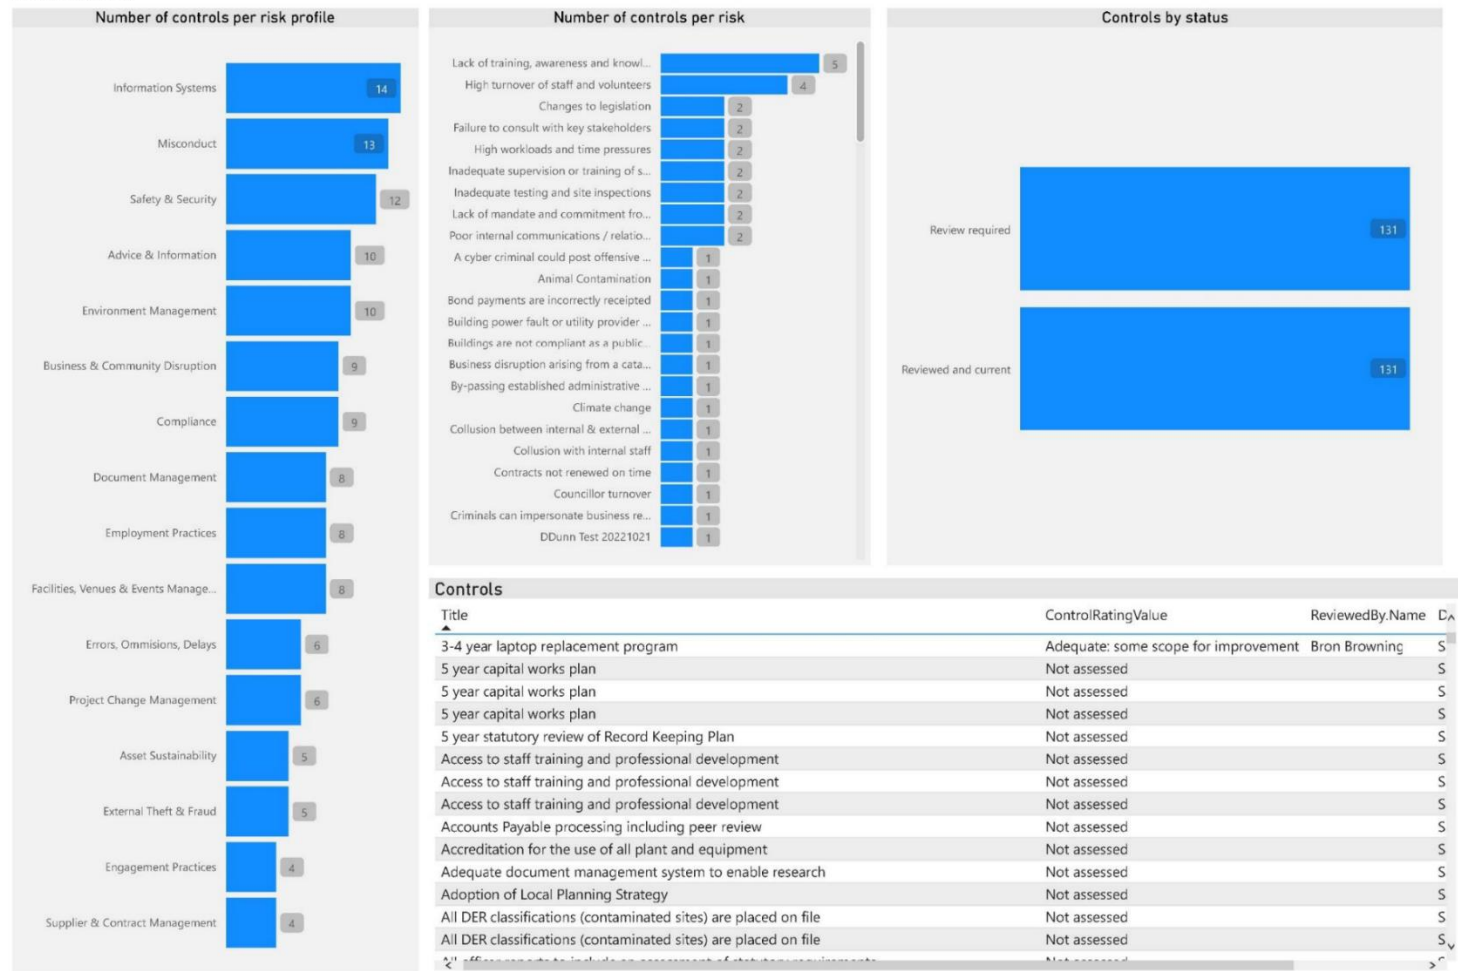 Number of controls per risk profile
Information Systems 14
Misconduct 13
Safety & Security 12
Advice & Information 10
Environment Management 10
Business & Community Disruption 9
Compliance 9
Document Management 8
Employment Practices 8
Facilities, Venues & Events Manage... 8
Errors, Ommisions, Delays 6
Project Change Management 6
Asset Sustainability 5
External Theft & Fraud 5
Engagement Practices 4
Supplier & Contract Management 4
Number of controls per risk
Lack of training, awareness and knowl... 5
High turnover of staff and volunteers 4
Changes to legislation 2
Failure to consult with key stakeholders 2
High workloads and time pressures 2
Inadequate supervision or training of s... 2
Inadequate testing and site inspections 2
Lack of mandate and commitment fro... 2
Poor internal communications / relatio... 2
A cyber criminal could post offensive ... 1
Animal Contamination 1
Bond payments are incorrectly receipted 1
Building power fault or utility provider ... 1
Buildings are not compliant as a public... 1
Business disruption arising from a cata... 1
By-passing established administrative ... 1
Climate change 1
Collusion between internal & external ... 1
Collusion with internal staff 1
Contracts not renewed on time 1
Councillor turnover 1
Criminals can impersonate business re... 1
DDunn Test 20221021 1
Controls by status
Review required 131
Reviewed and current 131
Controls
Title ControlRatingValue ReviewedBy.Name D
3-4 year laptop replacement program Adequate: some scope for improvement Bron Browning S
5 year capital works plan Not assessed S
5 year capital works plan Not assessed S
5 year capital works plan Not assessed S
5 year statutory review of Record Keeping Plan Not assessed S
Access to staff training and professional development Not assessed S
Access to staff training and professional development Not assessed S
Access to staff training and professional development Not assessed S
Accounts Payable processing including peer review Not assessed S
Accreditation for the use of all plant and equipment Not assessed S
Adequate document management system to enable research Not assessed S
Adoption of Local Planning Strategy Not assessed S
All DER classifications (contaminated sites) are placed on file Not assessed S
All DER classifications (contaminated sites) are placed on file Not assessed S
All officer reports to include an assessment of statutory requirements Not assessed S